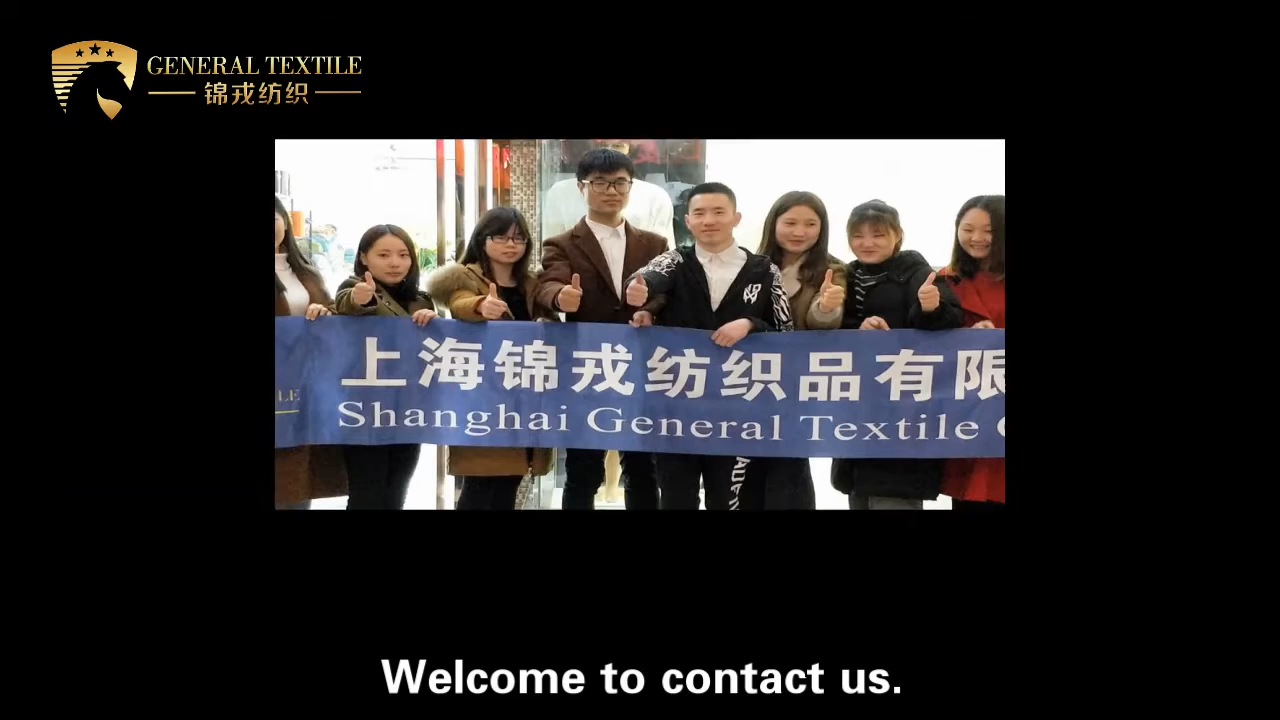 GENERAL TEXTILE
锦戎纺织
上海锦戎纺织品有限
LE
Shanghai General Textile
Welcome to contact us.